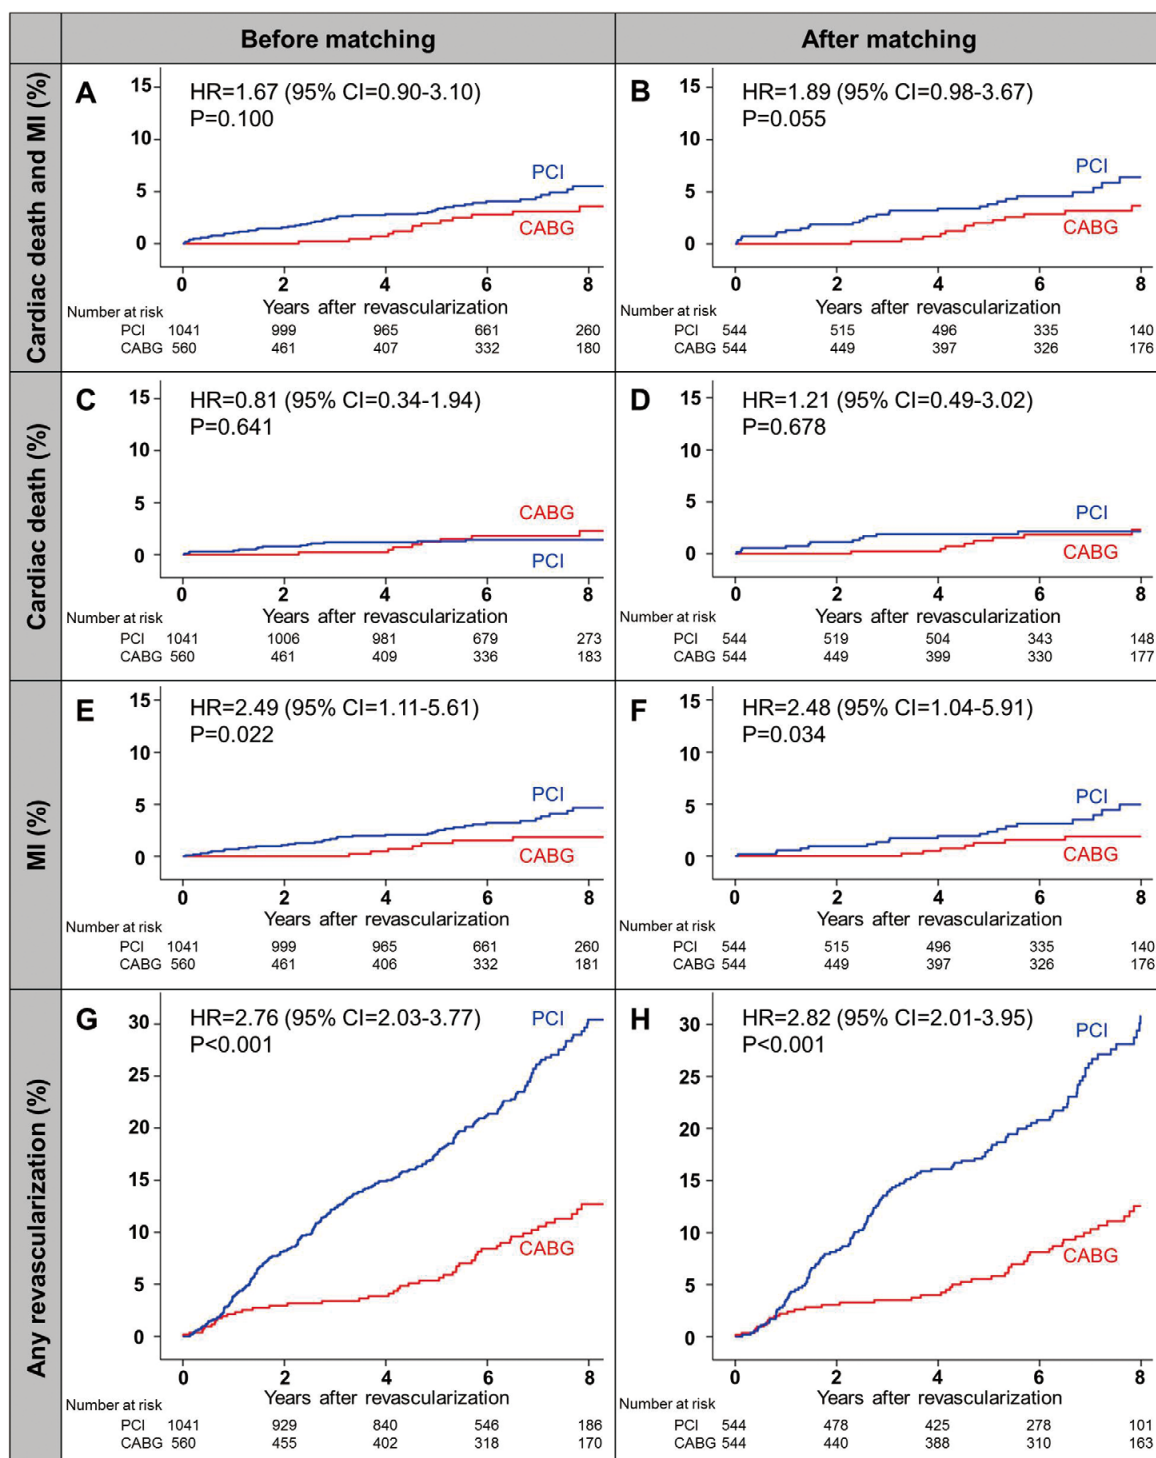 Before matching
After matching
Cardiac death and MI (%)
A
HR=1.67 (95% CI=0.90-3.10)
P=0.100
15
10
5
0
PCI
CABG
0 2 4 6 8
Years after revascularization
Number at risk
PCI 1041 999 965 661 260
CABG 560 461 407 332 180
B
HR=1.89 (95% CI=0.98-3.67)
P=0.055
15
10
5
0
PCI
CABG
0 2 4 6 8
Years after revascularization
Number at risk
PCI 544 515 496 335 140
CABG 544 449 397 326 176
Cardiac death (%)
C
HR=0.81 (95% CI=0.34-1.94)
P=0.641
15
10
5
0
CABG
PCI
0 2 4 6 8
Years after revascularization
Number at risk
PCI 1041 1006 981 679 273
CABG 560 461 409 336 183
D
HR=1.21 (95% CI=0.49-3.02)
P=0.678
15
10
5
0
PCI
CABG
0 2 4 6 8
Years after revascularization
Number at risk
PCI 544 519 504 343 148
CABG 544 449 399 330 177
MI (%)
E
HR=2.49 (95% CI=1.11-5.61)
P=0.022
15
10
5
0
PCI
CABG
0 2 4 6 8
Years after revascularization
Number at risk
PCI 1041 999 965 661 260
CABG 560 461 406 332 181
F
HR=2.48 (95% CI=1.04-5.91)
P=0.034
15
10
5
0
PCI
CABG
0 2 4 6 8
Years after revascularization
Number at risk
PCI 544 515 496 335 140
CABG 544 449 397 326 176
Any revascularization (%)
G
HR=2.76 (95% CI=2.03-3.77)
P<0.001
30
25
20
15
10
5
0
PCI
CABG
0 2 4 6 8
Years after revascularization
Number at risk
PCI 1041 929 840 546 186
CABG 560 455 402 318 170
H
HR=2.82 (95% CI=2.01-3.95)
P<0.001
30
25
20
15
10
5
0
PCI
CABG
0 2 4 6 8
Years after revascularization
Number at risk
PCI 544 478 425 278 101
CABG 544 440 388 310 163